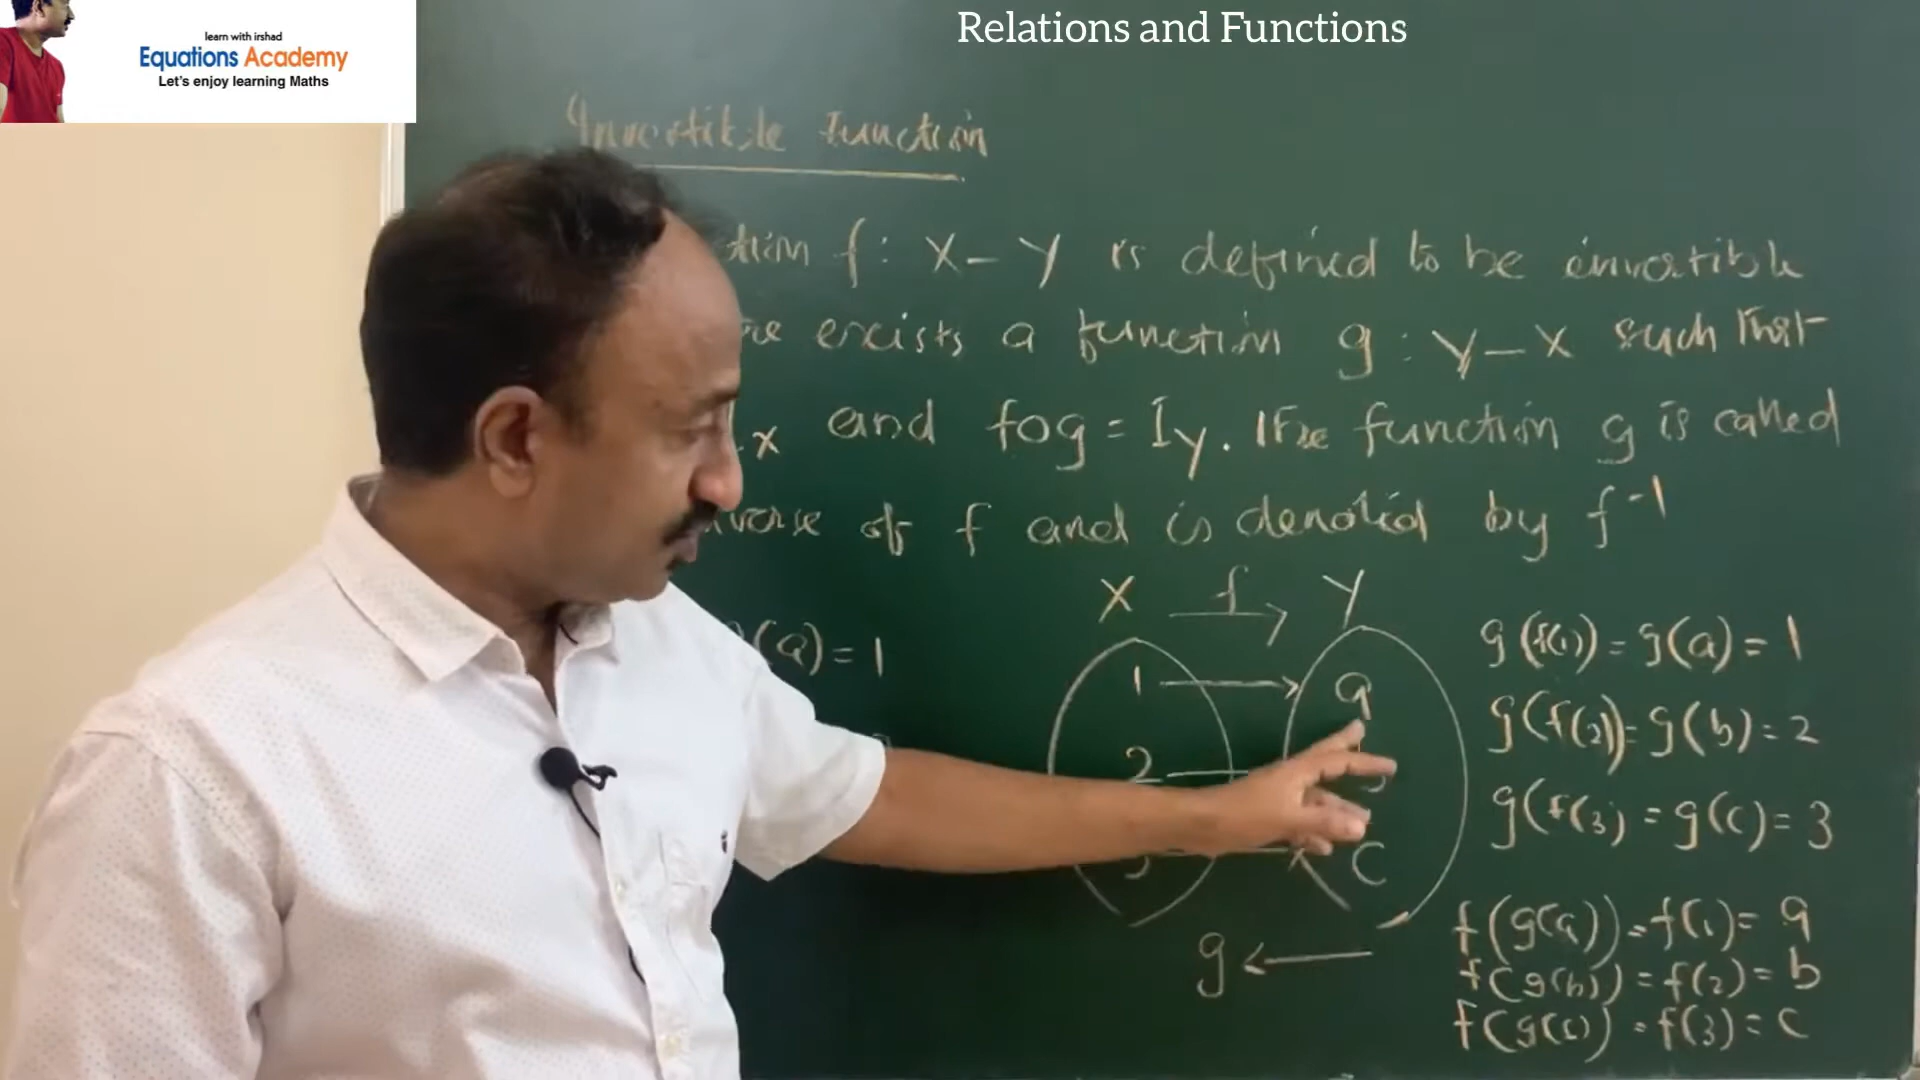 Relations and Functions
learn with irshad
Equations Academy
Let's enjoy learning Maths
Invertible function
f: X – Y is defined to be invertible
exists a function g : Y – X such that
x and fog = Iy. The function g is called
of f and is denoted by f⁻¹
X f Y
(a) = 1
1 a
2
C
g
g(f(1)) = g(a) = 1
g(f(2)) = g(b) = 2
g(f(3) = g(c) = 3
f(g(a)) = f(1) = a
f(g(b)) = f(2) = b
f(g(c)) = f(3) = c